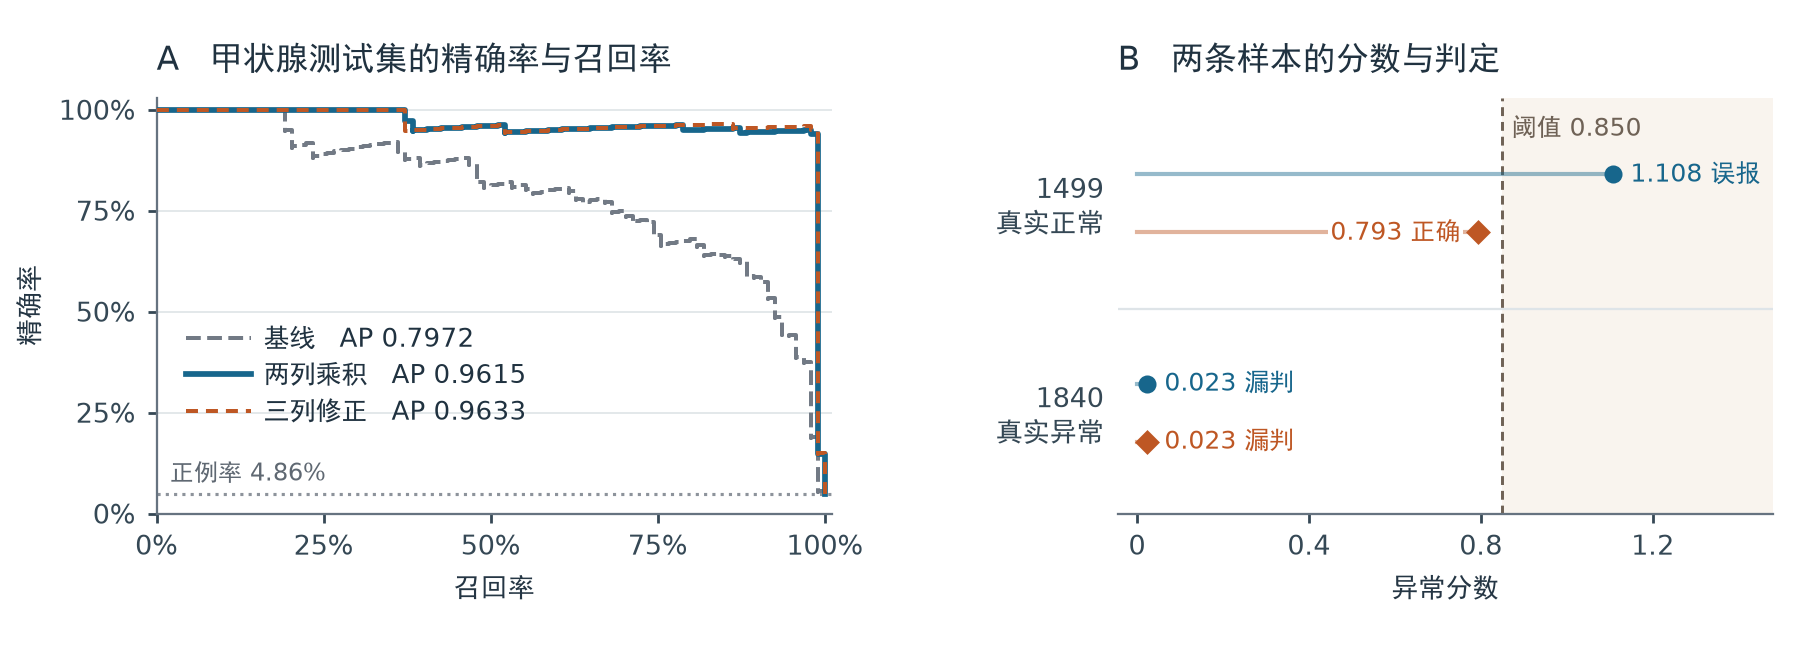 A 甲状腺测试集的精确率与召回率
100%
75%
50%
25%
0%
精确率
基线 AP 0.7972
两列乘积 AP 0.9615
三列修正 AP 0.9633
正例率 4.86%
0% 25% 50% 75% 100%
召回率
B 两条样本的分数与判定
阈值 0.850
1499
真实正常
1.108 误报
0.793 正确
1840
真实异常
0.023 漏判
0.023 漏判
0 0.4 0.8 1.2
异常分数